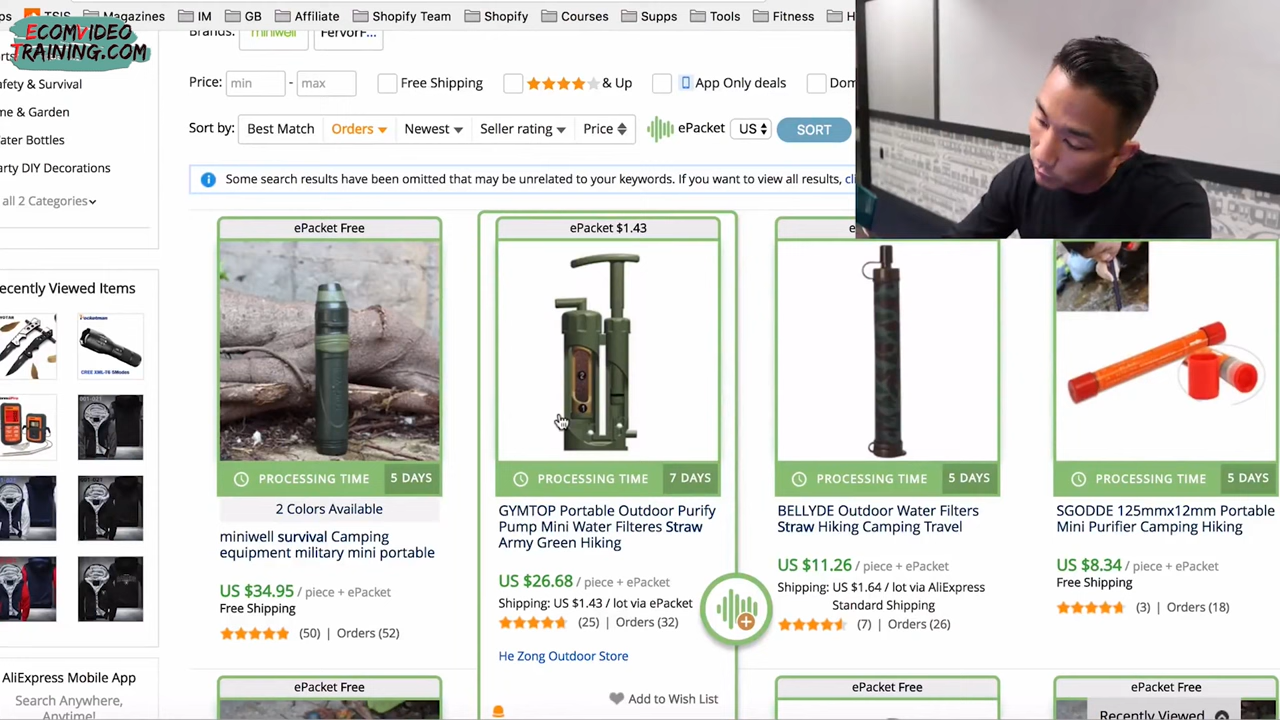 Magazines
IM
GB
Affiliate
Shopify Team
Shopify
Courses
Supps
Tools
Fitness
ECOMVIDEO
TRAINING.COM
Brands:
miniwell
FervorF...
Price:
min
-
max
Free Shipping
& Up
App Only deals
Sort by:
Best Match
Orders
Newest
Seller rating
Price
ePacket
US
SORT
Some search results have been omitted that may be unrelated to your keywords. If you want to view all results,
afety & Survival
me & Garden
ater Bottles
arty DIY Decorations
all 2 Categories
ecently Viewed Items
AliExpress Mobile App
Search Anywhere,
Anytime!
ePacket Free
PROCESSING TIME
5 DAYS
2 Colors Available
miniwell survival Camping
equipment military mini portable
US $34.95 / piece + ePacket
Free Shipping
(50) | Orders (52)
ePacket $1.43
PROCESSING TIME
7 DAYS
GYMTOP Portable Outdoor Purify
Pump Mini Water Filteres Straw
Army Green Hiking
US $26.68 / piece + ePacket
Shipping: US $1.43 / lot via ePacket
(25) | Orders (32)
He Zong Outdoor Store
Add to Wish List
PROCESSING TIME
5 DAYS
BELLYDE Outdoor Water Filters
Straw Hiking Camping Travel
US $11.26 / piece + ePacket
Shipping: US $1.64 / lot via AliExpress
Standard Shipping
(7) | Orders (26)
PROCESSING TIME
5 DAYS
SGODDE 125mmx12mm Portable
Mini Purifier Camping Hiking
US $8.34 / piece + ePacket
Free Shipping
(3) | Orders (18)
ePacket Free
ePacket Free
ePacket Free
Recently Viewed